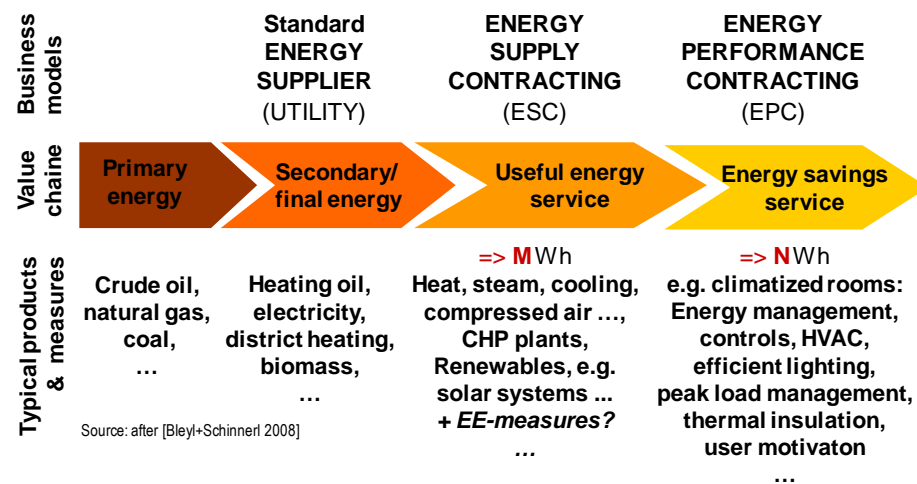 Business
models
Standard
ENERGY
SUPPLIER
(UTILITY)
ENERGY
SUPPLY
CONTRACTING
(ESC)
ENERGY
PERFORMANCE
CONTRACTING
(EPC)
Value
chaine
Primary
energy
Secondary/
final energy
Useful energy
service
Energy savings
service
Typical products
& measures
Crude oil,
natural gas,
coal,
…
Heating oil,
electricity,
district heating,
biomass,
…
=> MWh
Heat, steam, cooling,
compressed air …,
CHP plants,
Renewables, e.g.
solar systems ...
+ EE-measures?
…
=> NWh
e.g. climatized rooms:
Energy management,
controls, HVAC,
efficient lighting,
peak load management,
thermal insulation,
user motivaton
…
Source: after [Bleyl+Schinnerl 2008]